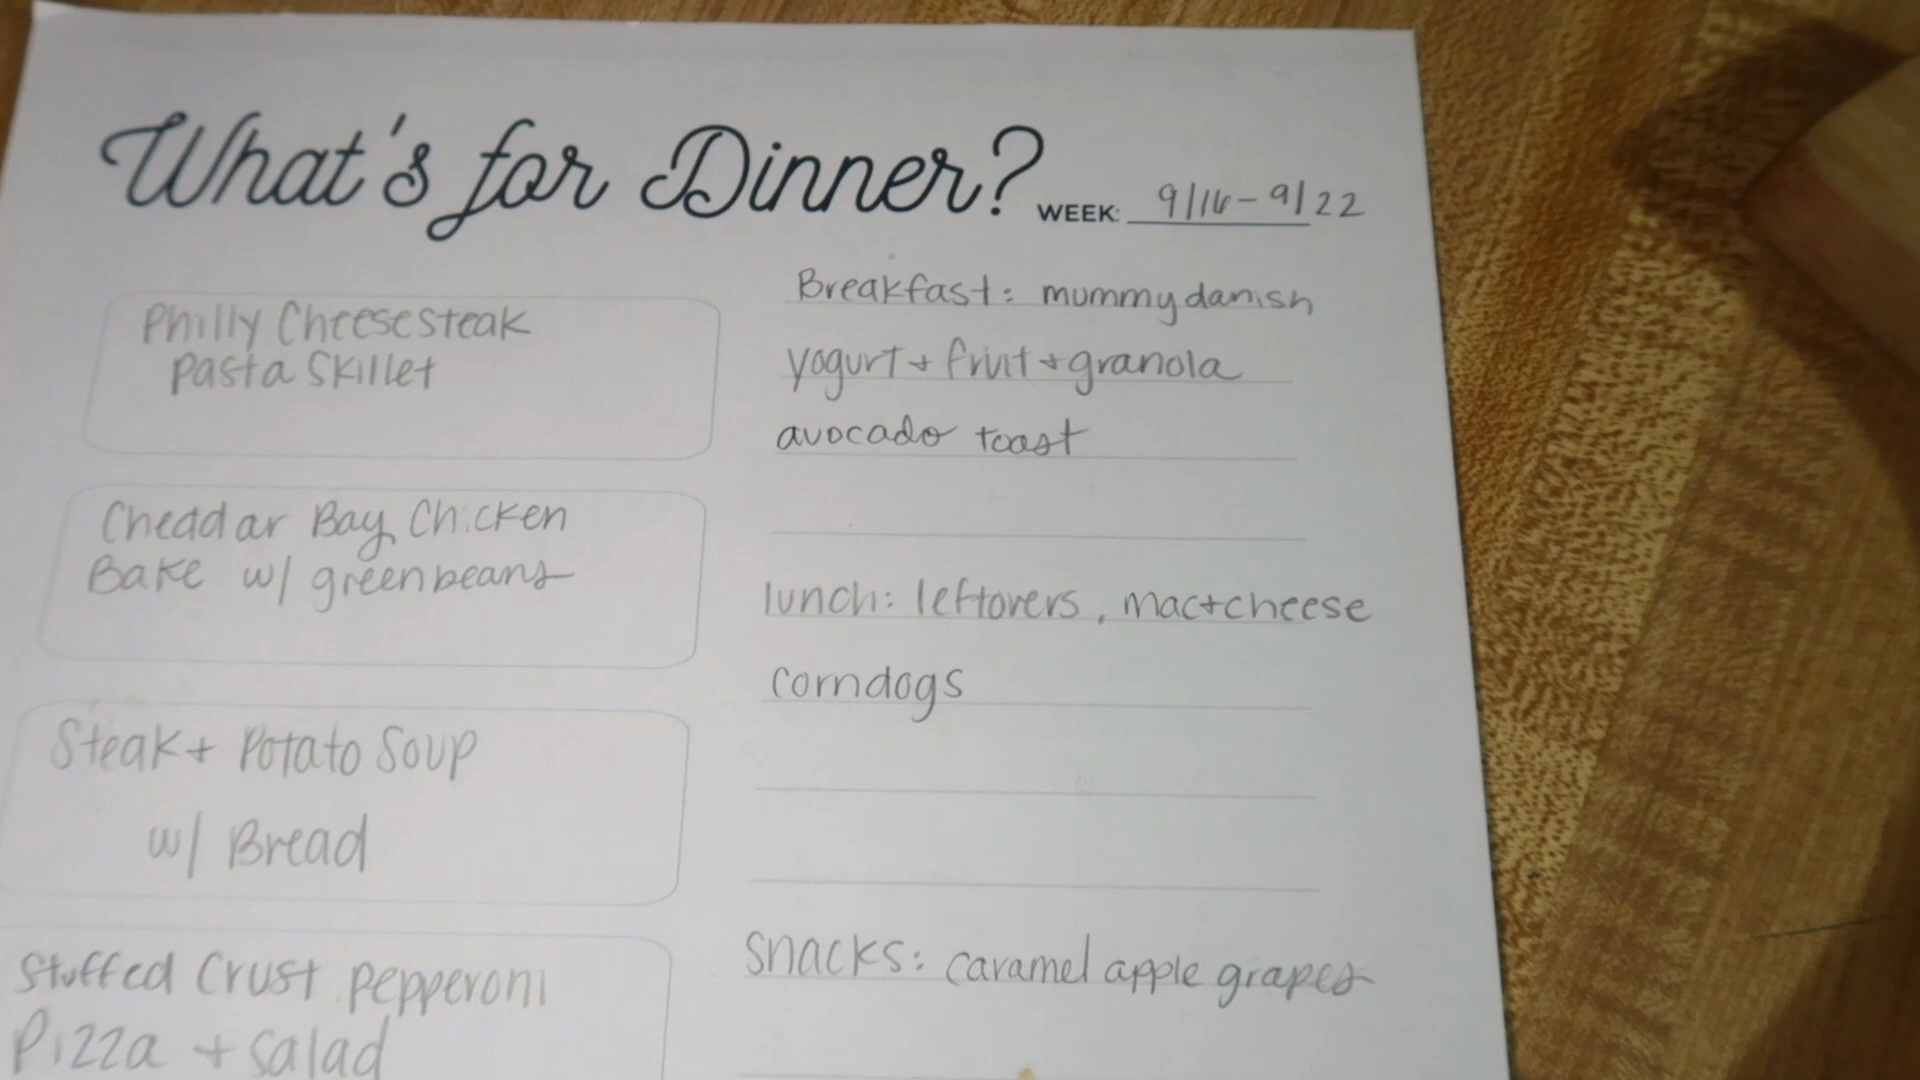 What's for Dinner?
WEEK: 9/16-9/22
Philly Cheesesteak
Pasta Skillet
Cheddar Bay Chicken
Bake w/ greenbeans
Steak + Potato Soup
w/ Bread
Stuffed Crust Pepperoni
Pizza + salad
Breakfast: mummy danish
yogurt + fruit + granola
avocado toast
lunch: leftovers, mac+cheese
corndogs
snacks: caramel apple grapes